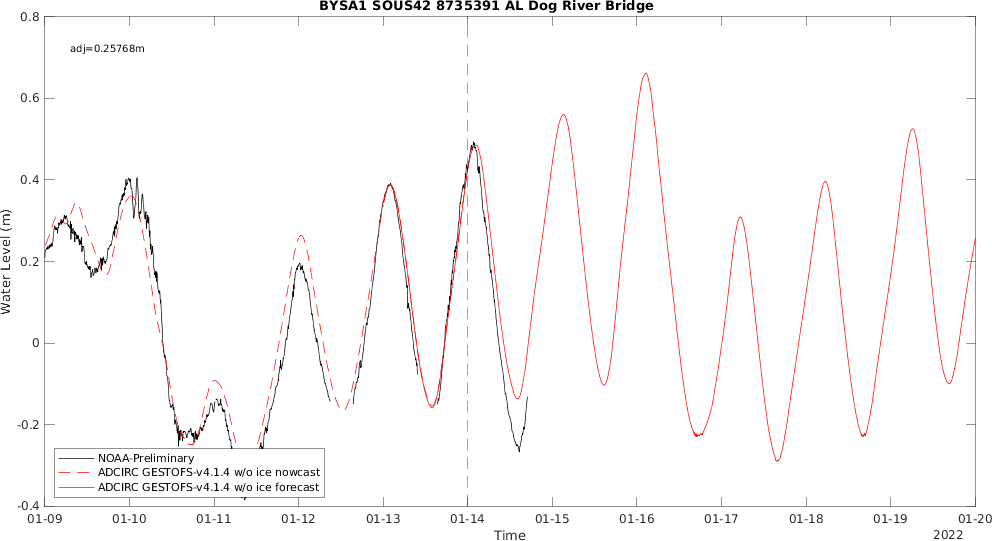 BYSA1 SOUS42 8735391 AL Dog River Bridge
adj=0.25768m
Water Level (m)
0.8
0.6
0.4
0.2
0
-0.2
-0.4
NOAA-Preliminary
ADCIRC GESTOFS-v4.1.4 w/o ice nowcast
ADCIRC GESTOFS-v4.1.4 w/o ice forecast
01-09 01-10 01-11 01-12 01-13 01-14 01-15 01-16 01-17 01-18 01-19 01-20
Time
2022